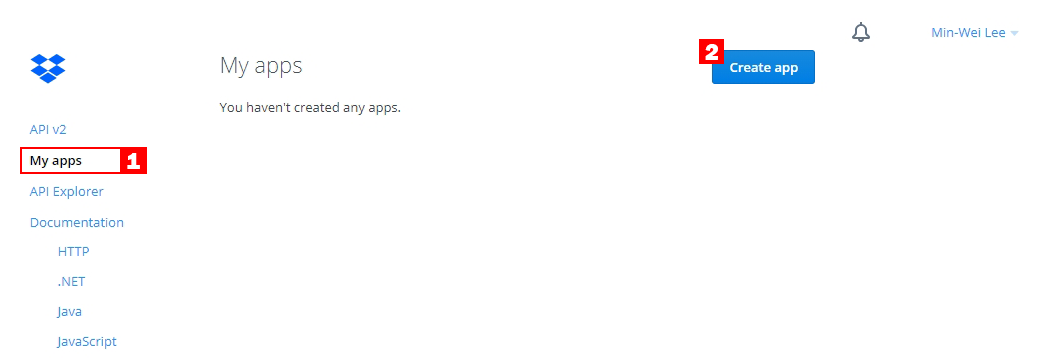 Min-Wei Lee
My apps
2
Create app
You haven't created any apps.
API v2
My apps
1
API Explorer
Documentation
HTTP
.NET
Java
JavaScript